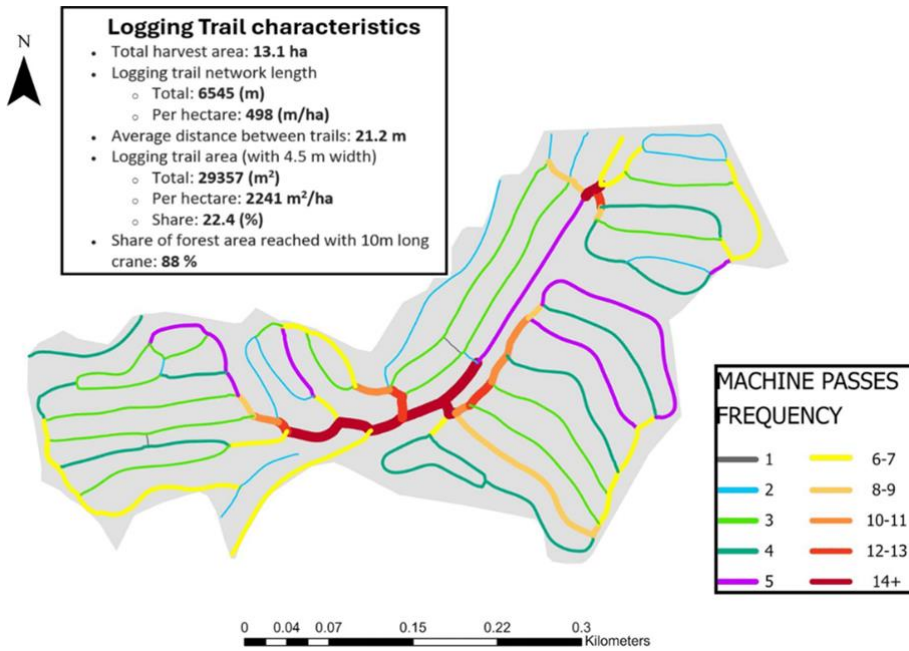 N
Logging Trail characteristics
• Total harvest area: 13.1 ha
• Logging trail network length
○ Total: 6545 (m)
○ Per hectare: 498 (m/ha)
• Average distance between trails: 21.2 m
• Logging trail area (with 4.5 m width)
○ Total: 29357 (m²)
○ Per hectare: 2241 m²/ha
○ Share: 22.4 (%)
• Share of forest area reached with 10m long
crane: 88 %
MACHINE PASSES
FREQUENCY
1 6-7
2 8-9
3 10-11
4 12-13
5 14+
0 0.04 0.07 0.15 0.22 0.3
Kilometers